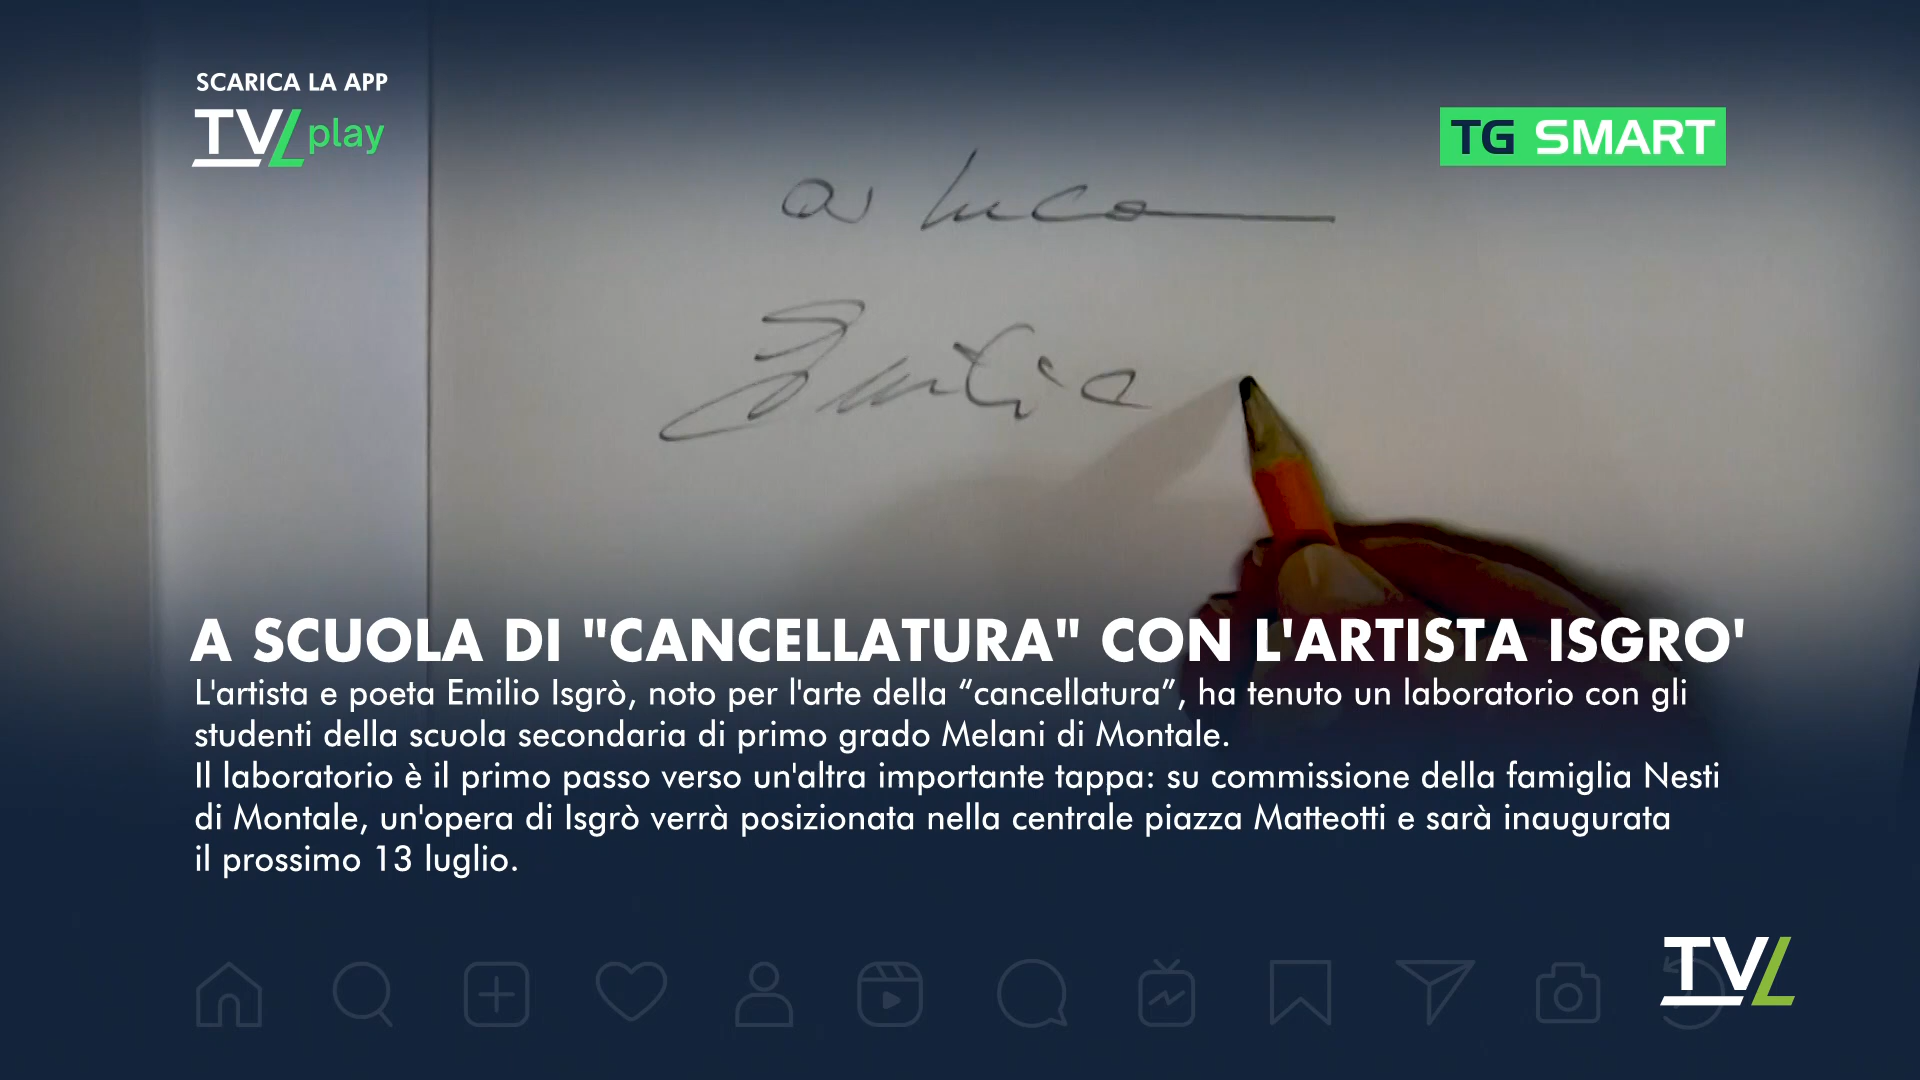 SCARICA LA APP
TVL play
TG SMART
a luca
Emilio
A SCUOLA DI "CANCELLATURA" CON L'ARTISTA ISGRO'
L'artista e poeta Emilio Isgrò, noto per l'arte della “cancellatura”, ha tenuto un laboratorio con gli
studenti della scuola secondaria di primo grado Melani di Montale.
Il laboratorio è il primo passo verso un'altra importante tappa: su commissione della famiglia Nesti
di Montale, un'opera di Isgrò verrà posizionata nella centrale piazza Matteotti e sarà inaugurata
il prossimo 13 luglio.
TVL